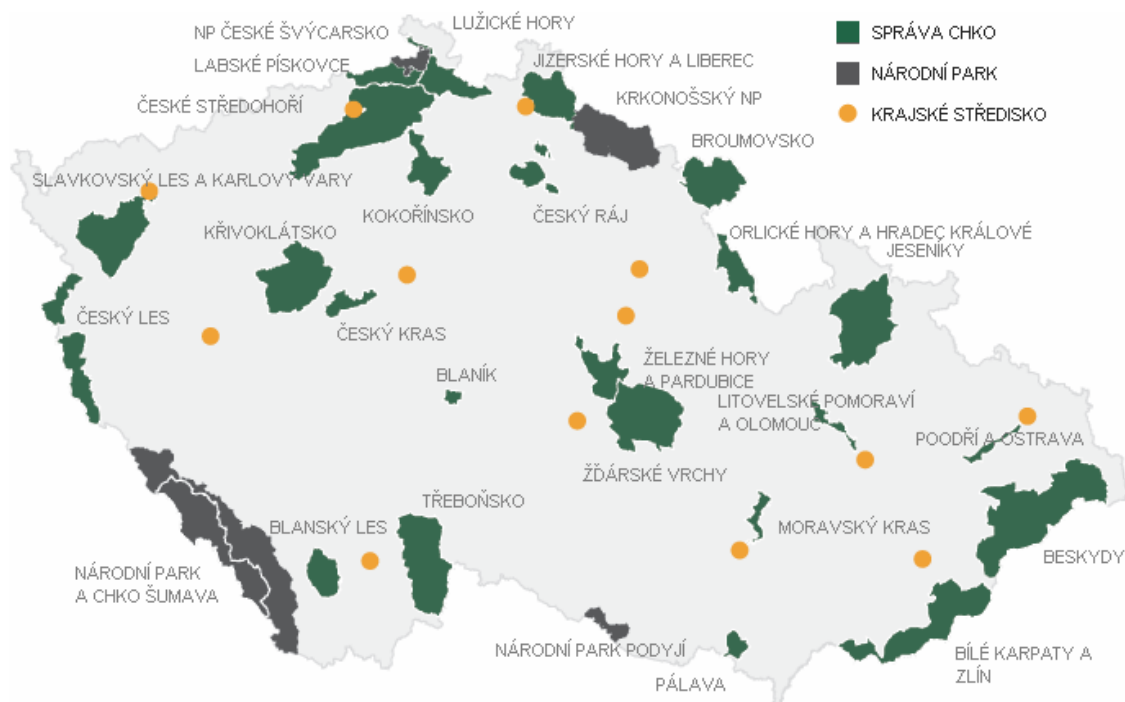 LUŽICKÉ HORY
NP ČESKÉ ŠVÝCARSKO
LABSKÉ PÍSKOVCE
ČESKÉ STŘEDOHOŘÍ
JIZERSKÉ HORY A LIBEREC
KRKONOŠSKÝ NP
BROUMOVSKO
SPRÁVA CHKO
NÁRODNÍ PARK
KRAJSKÉ STŘEDISKO
SLAVKOVSKÝ LES A KARLOVY VARY
KŘIVOKLÁTSKO
KOKOŘÍNSKO
ČESKÝ RÁJ
ORLICKÉ HORY A HRADEC KRÁLOVÉ
JESENÍKY
ČESKÝ LES
ČESKÝ KRAS
BLANÍK
ŽELEZNÉ HORY
A PARDUBICE
LITOVELSKÉ POMORAVÍ
A OLOMOUC
POODŘÍ A OSTRAVA
ŽĎÁRSKÉ VRCHY
TŘEBOŇSKO
BLANSKÝ LES
MORAVSKÝ KRAS
BESKYDY
NÁRODNÍ PARK
A CHKO ŠUMAVA
NÁRODNÍ PARK PODYJÍ
PÁLAVA
BÍLÉ KARPATY A
ZLÍN